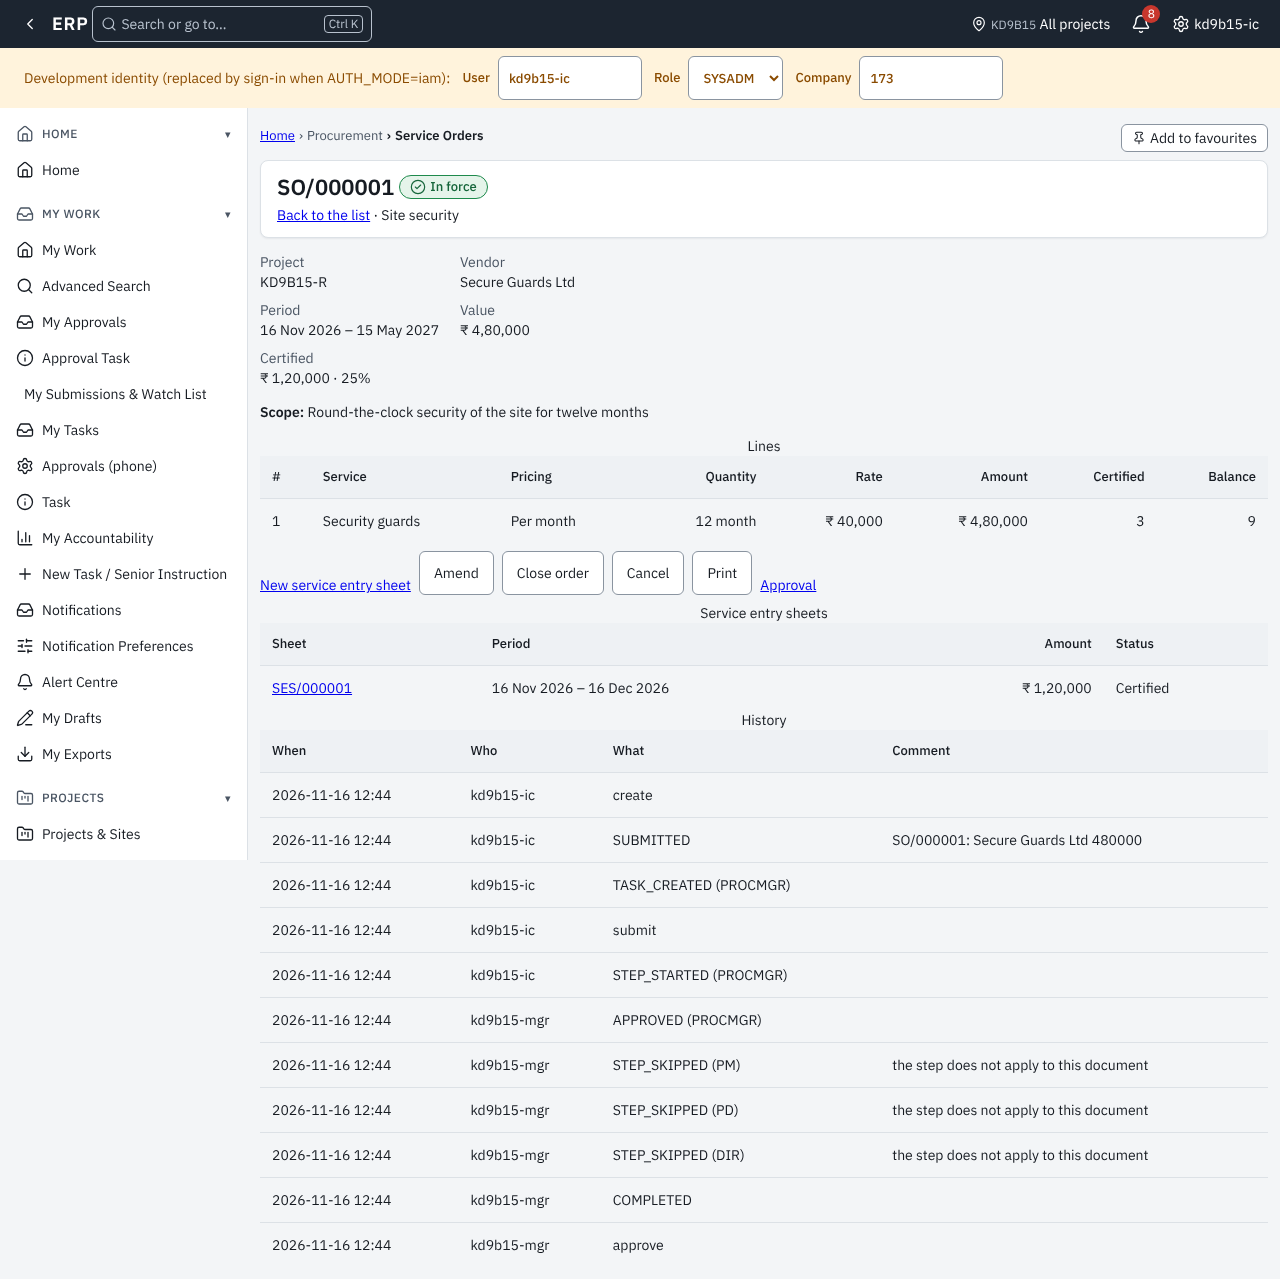 ERP
Search or go to...
Ctrl K
KD9B15 All projects
8
kd9b15-ic
Development identity (replaced by sign-in when AUTH_MODE=iam):
User
kd9b15-ic
Role
SYSADM
Company
173
HOME
Home
MY WORK
My Work
Advanced Search
My Approvals
Approval Task
My Submissions & Watch List
My Tasks
Approvals (phone)
Task
My Accountability
New Task / Senior Instruction
Notifications
Notification Preferences
Alert Centre
My Drafts
My Exports
PROJECTS
Projects & Sites
Home › Procurement › Service Orders
Add to favourites
SO/000001 In force
Back to the list · Site security
Project
KD9B15-R
Vendor
Secure Guards Ltd
Period
16 Nov 2026 – 15 May 2027
Value
₹ 4,80,000
Certified
₹ 1,20,000 · 25%
Scope: Round-the-clock security of the site for twelve months
Lines
# Service Pricing Quantity Rate Amount Certified Balance
1 Security guards Per month 12 month ₹ 40,000 ₹ 4,80,000 3 9
New service entry sheet Amend Close order Cancel Print Approval
Service entry sheets
Sheet Period Amount Status
SES/000001 16 Nov 2026 – 16 Dec 2026 ₹ 1,20,000 Certified
History
When Who What Comment
2026-11-16 12:44 kd9b15-ic create
2026-11-16 12:44 kd9b15-ic SUBMITTED SO/000001: Secure Guards Ltd 480000
2026-11-16 12:44 kd9b15-ic TASK_CREATED (PROCMGR)
2026-11-16 12:44 kd9b15-ic submit
2026-11-16 12:44 kd9b15-ic STEP_STARTED (PROCMGR)
2026-11-16 12:44 kd9b15-mgr APPROVED (PROCMGR)
2026-11-16 12:44 kd9b15-mgr STEP_SKIPPED (PM) the step does not apply to this document
2026-11-16 12:44 kd9b15-mgr STEP_SKIPPED (PD) the step does not apply to this document
2026-11-16 12:44 kd9b15-mgr STEP_SKIPPED (DIR) the step does not apply to this document
2026-11-16 12:44 kd9b15-mgr COMPLETED
2026-11-16 12:44 kd9b15-mgr approve